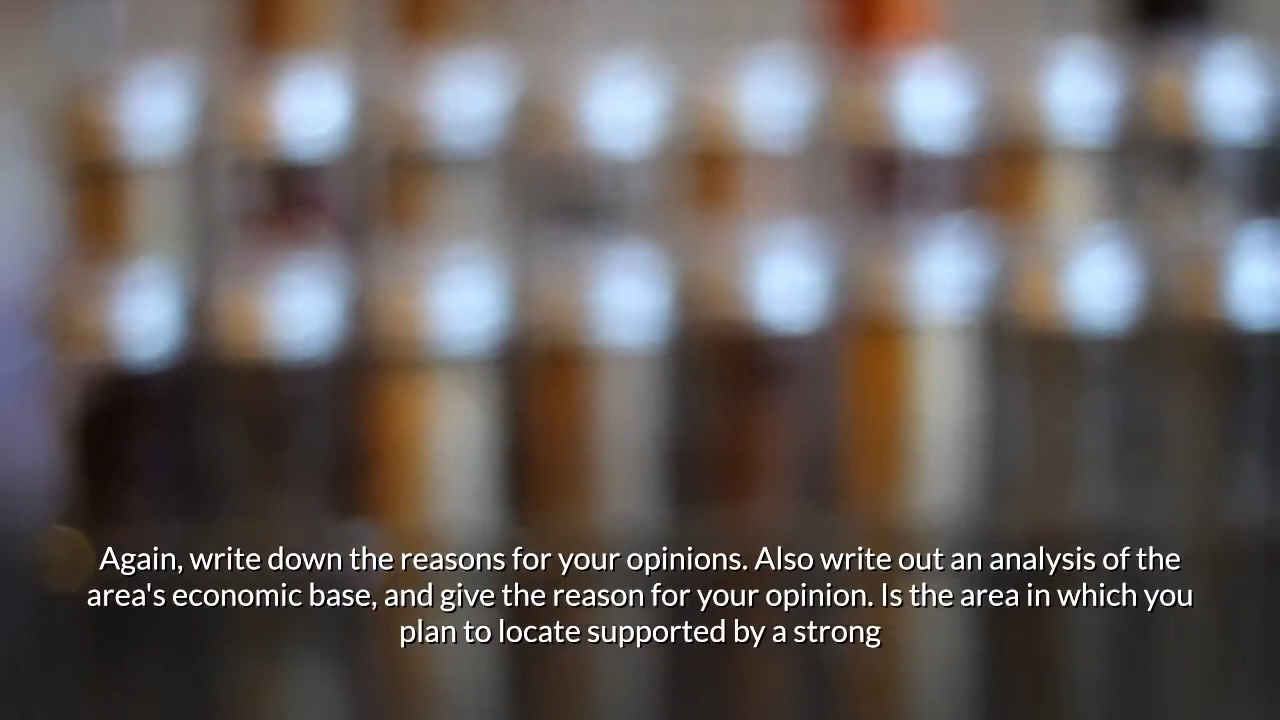 Again, write down the reasons for your opinions. Also write out an analysis of the
area's economic base, and give the reason for your opinion. Is the area in which you
plan to locate supported by a strong